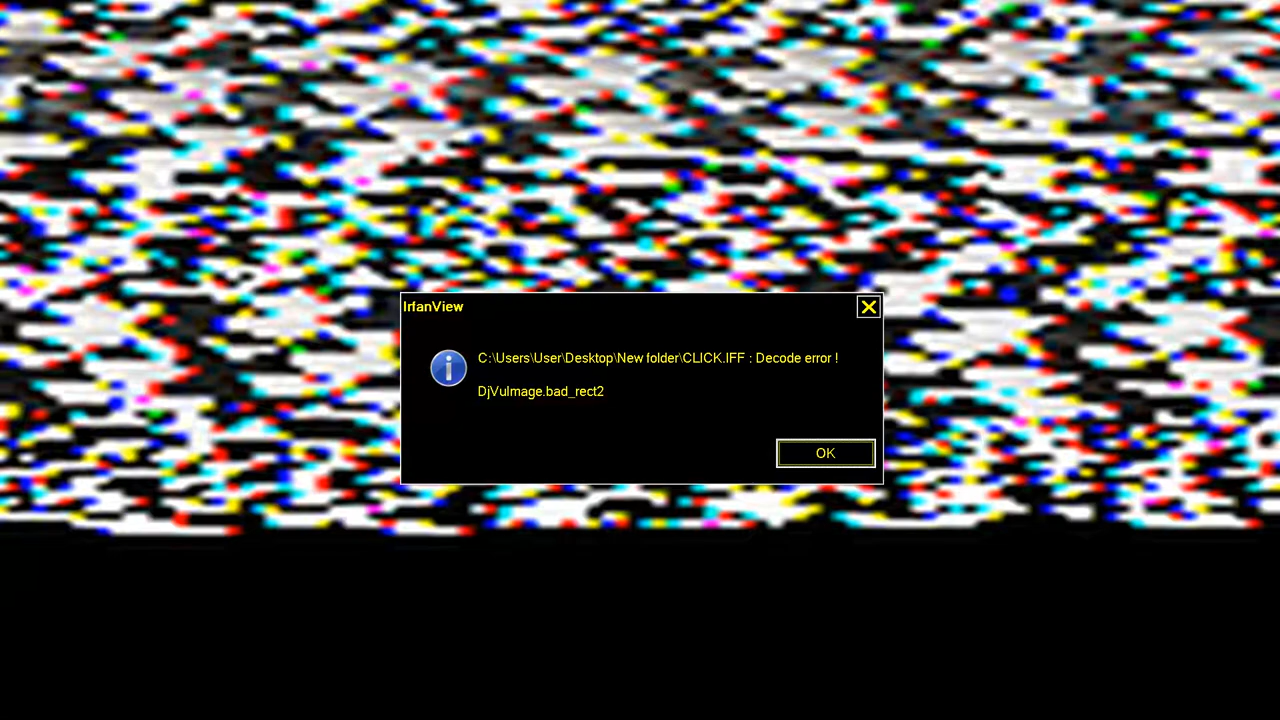 IrfanView
C:\Users\User\Desktop\New folder\CLICK.IFF : Decode error !
DjVuImage.bad_rect2
OK